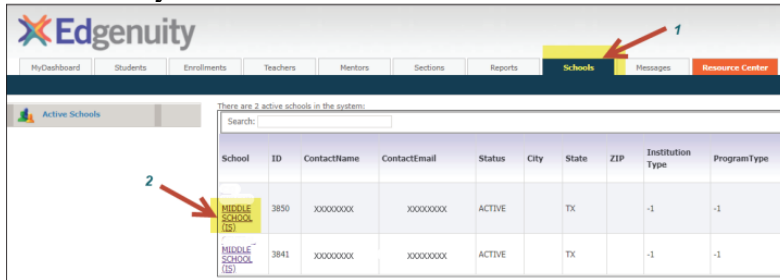 Edgenuity
1
MyDashboard Students Enrollments Teachers Mentors Sections Reports Schools Messages Resource Center
Active Schools
There are 2 active schools in the system:
Search:
School ID ContactName ContactEmail Status City State ZIP Institution Type ProgramType
2
MIDDLE SCHOOL (IS) 3850 XXXXXXXX XXXXXXXX ACTIVE TX -1 -1
MIDDLE SCHOOL (IS) 3841 XXXXXXXX XXXXXXXX ACTIVE TX -1 -1